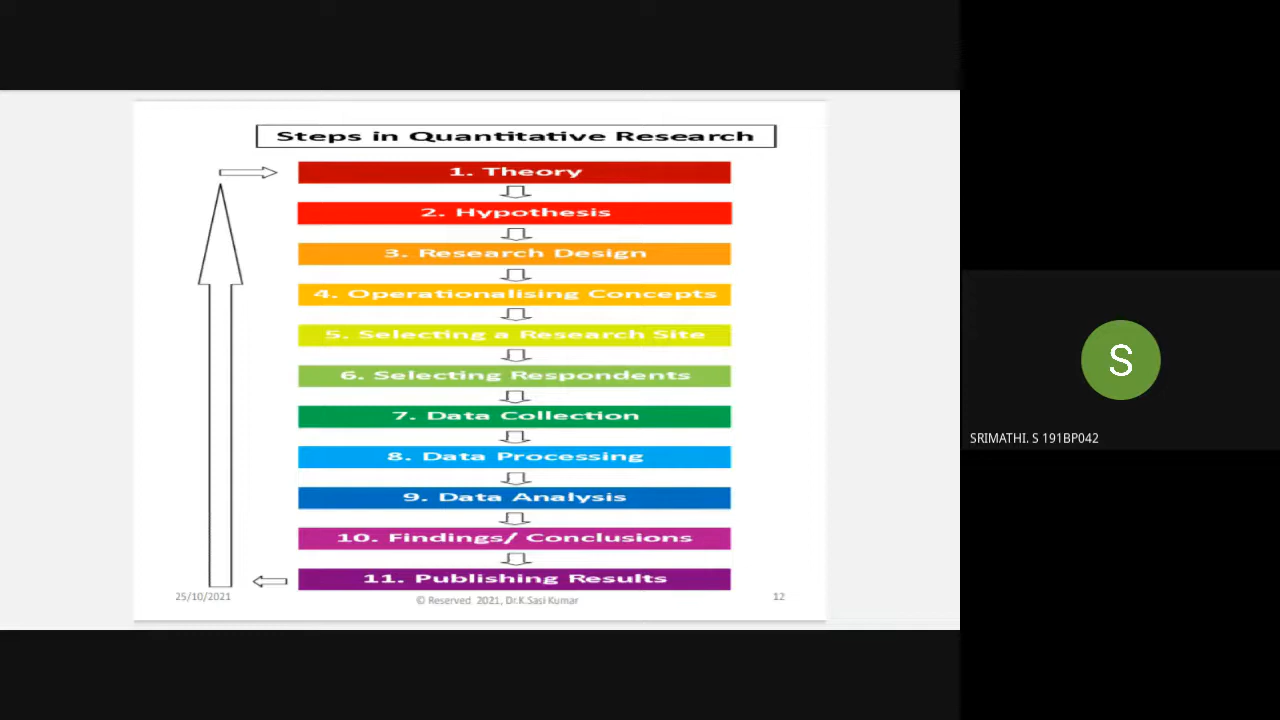 Steps in Quantitative Research
1. Theory
2. Hypothesis
3. Research Design
4. Operationalising Concepts
5. Selecting a Research Site
6. Selecting Respondents
7. Data Collection
8. Data Processing
9. Data Analysis
10. Findings/ Conclusions
11. Publishing Results
25/10/2021
© Reserved. 2021, Dr.K.Sasi Kumar
12
S
SRIMATHI. S 191BP042